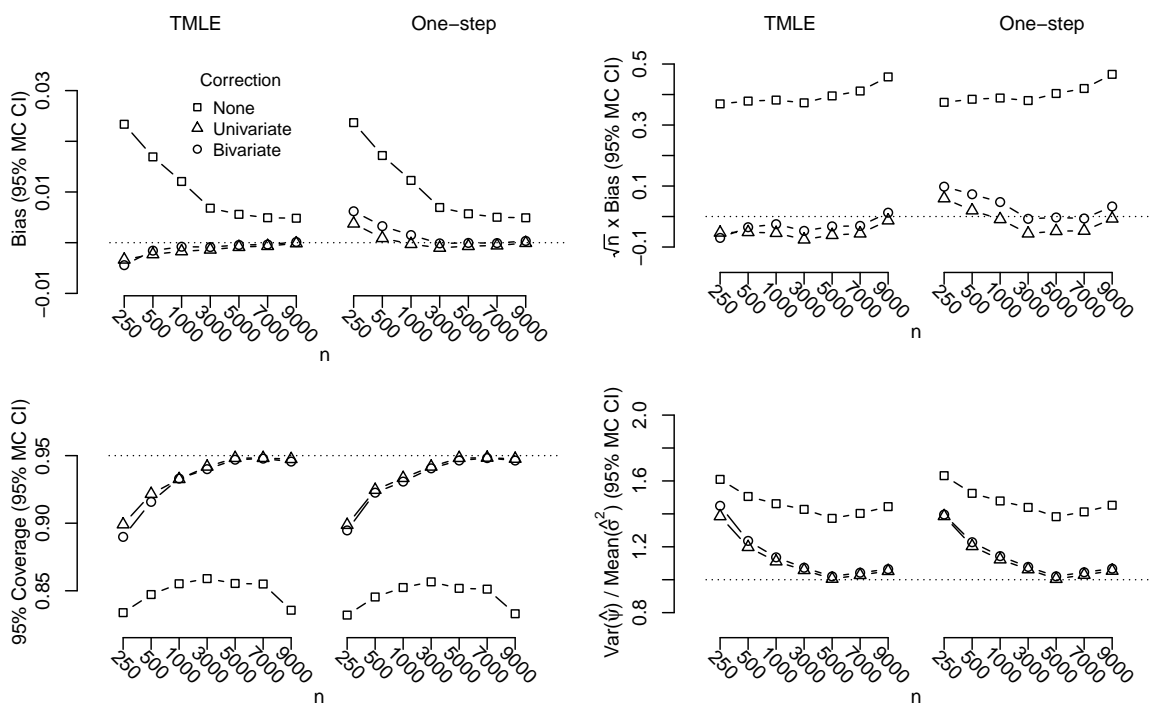 TMLE One−step
Bias (95% MC CI)
−0.01 0.01 0.03
Correction
None
Univariate
Bivariate
250 500 1000 3000 5000 7000 9000 250 500 1000 3000 5000 7000 9000
n
TMLE One−step
√n x Bias (95% MC CI)
−0.1 0.1 0.3 0.5
250 500 1000 3000 5000 7000 9000 250 500 1000 3000 5000 7000 9000
n
95% Coverage (95% MC CI)
0.85 0.90 0.95
250 500 1000 3000 5000 7000 9000 250 500 1000 3000 5000 7000 9000
n
Var(ψ̂) / Mean(σ̂²) (95% MC CI)
0.8 1.2 1.6 2.0
250 500 1000 3000 5000 7000 9000 250 500 1000 3000 5000 7000 9000
n